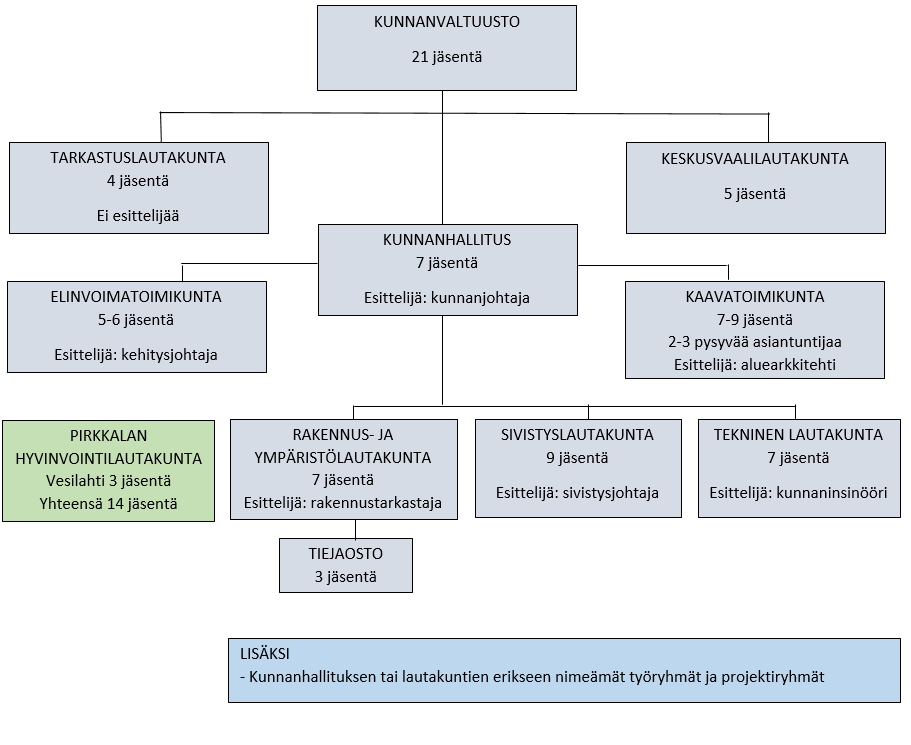 KUNNANVALTUUSTO
21 jäsentä
TARKASTUSLAUTAKUNTA
4 jäsentä
Ei esittelijää
KESKUSVAALILAUTAKUNTA
5 jäsentä
KUNNANHALLITUS
7 jäsentä
Esittelijä: kunnanjohtaja
ELINVOIMATOIMIKUNTA
5-6 jäsentä
Esittelijä: kehitysjohtaja
KAAVATOIMIKUNTA
7-9 jäsentä
2-3 pysyvää asiantuntijaa
Esittelijä: aluearkkitehti
PIRKKALAN
HYVINVOINTILAUTAKUNTA
Vesilahti 3 jäsentä
Yhteensä 14 jäsentä
RAKENNUS- JA
YMPÄRISTÖLAUTAKUNTA
7 jäsentä
Esittelijä: rakennustarkastaja
SIVISTYSLAUTAKUNTA
9 jäsentä
Esittelijä: sivistysjohtaja
TEKNINEN LAUTAKUNTA
7 jäsentä
Esittelijä: kunnaninsinööri
TIEJAOSTO
3 jäsentä
LISÄKSI
- Kunnanhallituksen tai lautakuntien erikseen nimeämät työryhmät ja projektiryhmät